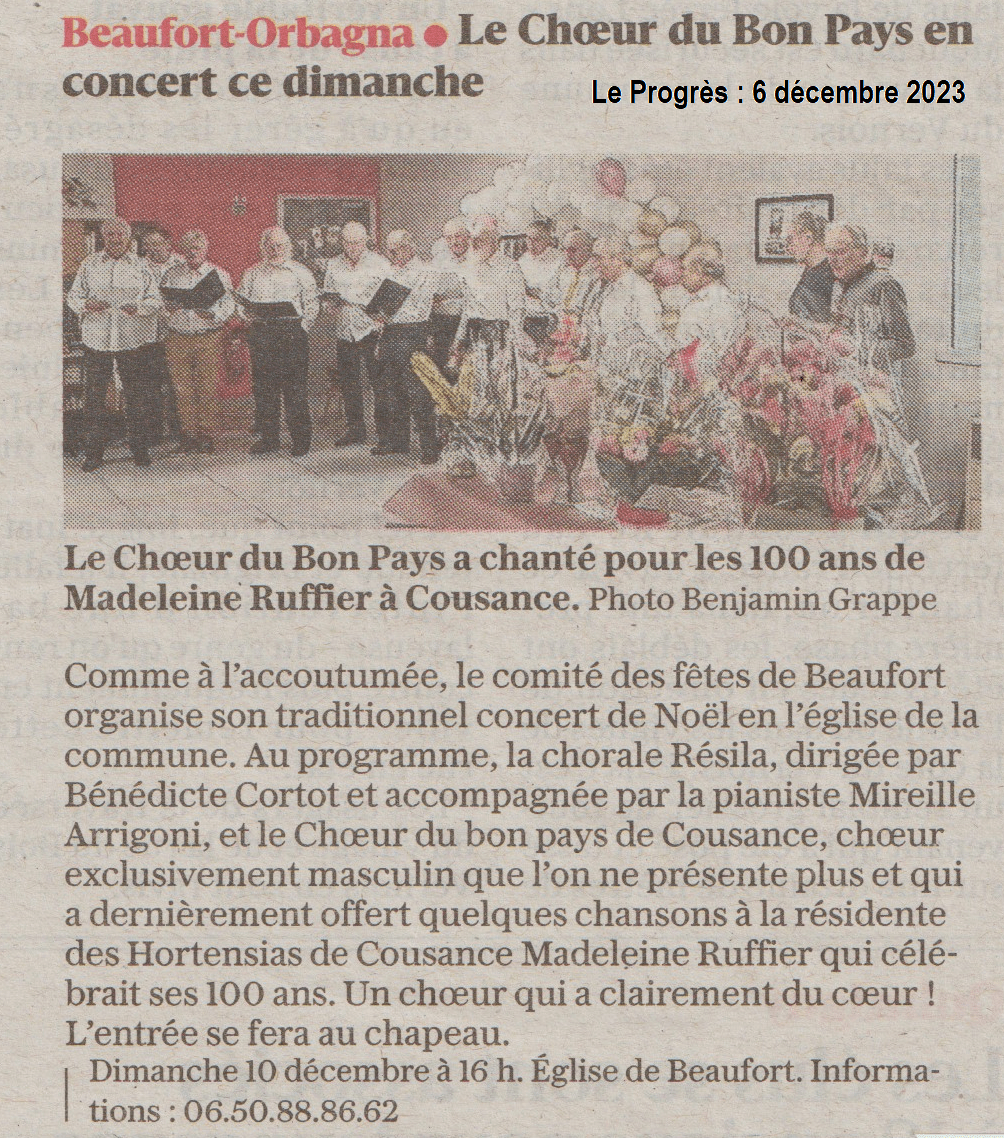 Beaufort-Orbagna ● Le Chœur du Bon Pays en
concert ce dimanche
Le Progrès : 6 décembre 2023
Le Chœur du Bon Pays a chanté pour les 100 ans de
Madeleine Ruffier à Cousance. Photo Benjamin Grappe
Comme à l’accoutumée, le comité des fêtes de Beaufort
organise son traditionnel concert de Noël en l’église de la
commune. Au programme, la chorale Résila, dirigée par
Bénédicte Cortot et accompagnée par la pianiste Mireille
Arrigoni, et le Chœur du bon pays de Cousance, chœur
exclusivement masculin que l’on ne présente plus et qui
a dernièrement offert quelques chansons à la résidente
des Hortensias de Cousance Madeleine Ruffier qui célé-
brait ses 100 ans. Un chœur qui a clairement du cœur !
L’entrée se fera au chapeau.
Dimanche 10 décembre à 16 h. Église de Beaufort. Informa-
tions : 06.50.88.86.62